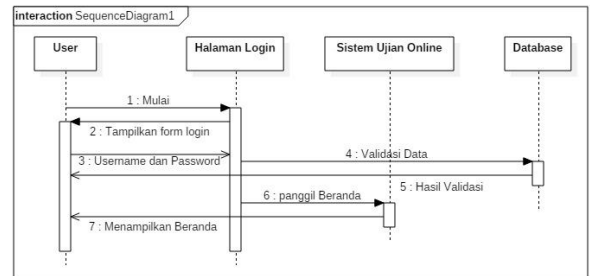 interaction SequenceDiagram1
User
Halaman Login
Sistem Ujian Online
Database
1 : Mulai
2 : Tampilkan form login
3 : Username dan Password
4 : Validasi Data
5 : Hasil Validasi
6 : panggil Beranda
7 : Menampilkan Beranda